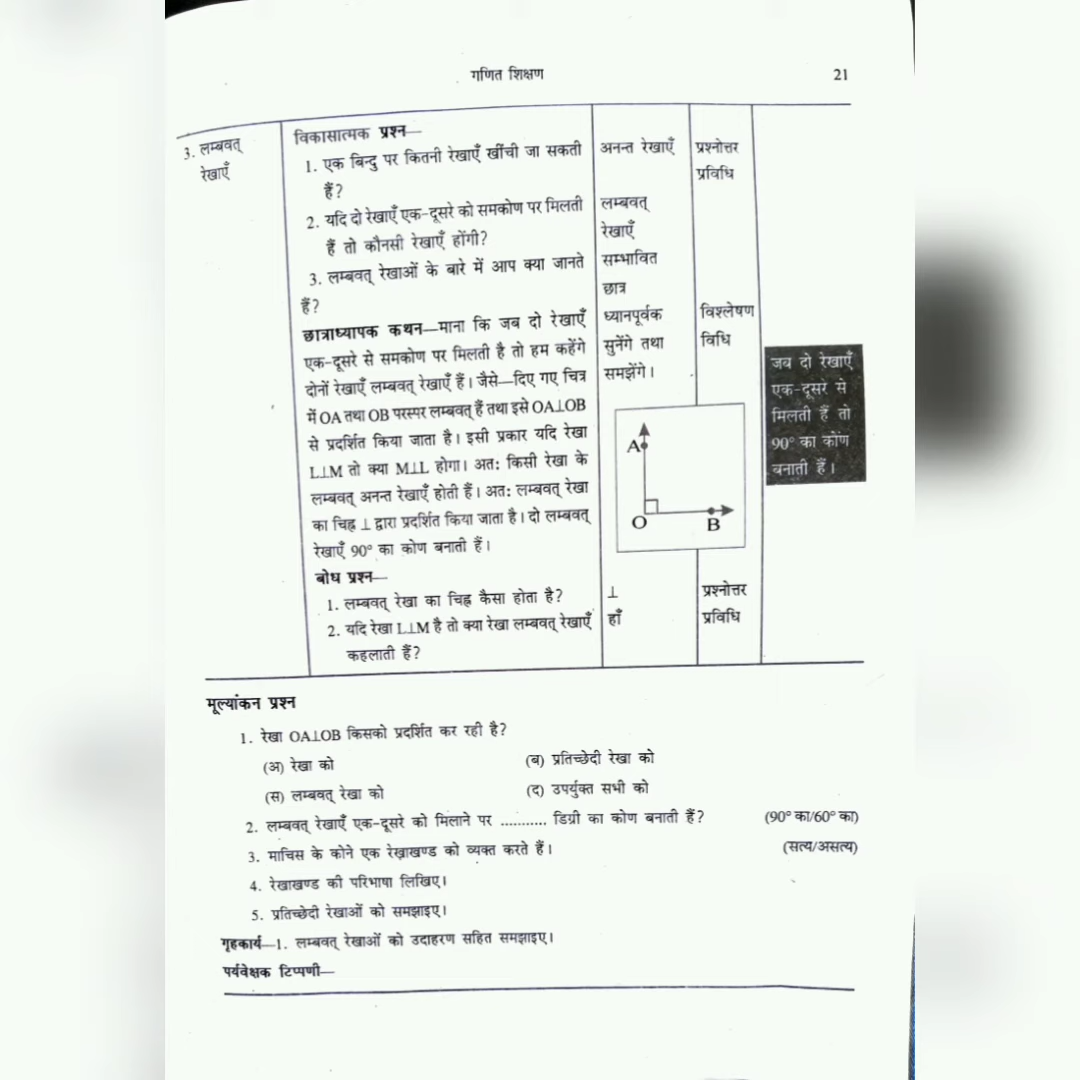 गणित शिक्षण
21
3. लम्बवत्
रेखाएँ
विकासात्मक प्रश्न—
1. एक बिन्दु पर कितनी रेखाएँ खींची जा सकती
हैं?
2. यदि दो रेखाएँ एक-दूसरे को समकोण पर मिलती
हैं तो कौनसी रेखाएँ होंगी?
3. लम्बवत् रेखाओं के बारे में आप क्या जानते
हैं?
छात्राध्यापक कथन—माना कि जब दो रेखाएँ
एक-दूसरे से समकोण पर मिलती है तो हम कहेंगे
दोनों रेखाएँ लम्बवत् रेखाएँ हैं। जैसे—दिए गए चित्र
में OA तथा OB परस्पर लम्बवत् हैं तथा इसे OA⊥OB
से प्रदर्शित किया जाता है। इसी प्रकार यदि रेखा
L⊥M तो क्या M⊥L होगा। अतः किसी रेखा के
लम्बवत् अनन्त रेखाएँ होती हैं। अतः लम्बवत् रेखा
का चिह्न ⊥ द्वारा प्रदर्शित किया जाता है। दो लम्बवत्
रेखाएँ 90° का कोण बनाती हैं।
बोध प्रश्न—
1. लम्बवत् रेखा का चिह्न कैसा होता है?
2. यदि रेखा L⊥M है तो क्या रेखा लम्बवत् रेखाएँ
कहलाती हैं?
अनन्त रेखाएँ
लम्बवत्
रेखाएँ
सम्भावित
छात्र
ध्यानपूर्वक
सुनेंगे तथा
समझेंगे।
A
O
B
⊥
हाँ
प्रश्नोत्तर
प्रविधि
विश्लेषण
विधि
प्रश्नोत्तर
प्रविधि
जब दो रेखाएँ
एक-दूसरे से
मिलती हैं तो
90° का कोण
बनाती हैं।
मूल्यांकन प्रश्न
1. रेखा OA⊥OB किसको प्रदर्शित कर रही है?
(अ) रेखा को (ब) प्रतिच्छेदी रेखा को
(स) लम्बवत् रेखा को (द) उपर्युक्त सभी को
2. लम्बवत् रेखाएँ एक-दूसरे को मिलाने पर ........... डिग्री का कोण बनाती हैं? (90° का/60° का)
3. माचिस के कोने एक रेखाखण्ड को व्यक्त करते हैं। (सत्य/असत्य)
4. रेखाखण्ड की परिभाषा लिखिए।
5. प्रतिच्छेदी रेखाओं को समझाइए।
गृहकार्य—1. लम्बवत् रेखाओं को उदाहरण सहित समझाइए।
पर्यवेक्षक टिप्पणी—